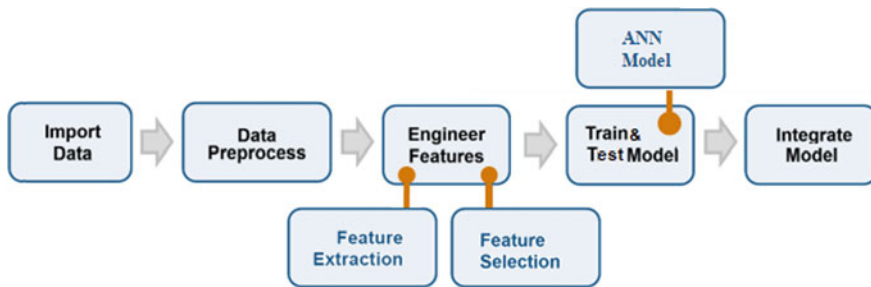 ANN
Model
Import
Data
Data
Preprocess
Engineer
Features
Train &
Test Model
Integrate
Model
Feature
Extraction
Feature
Selection